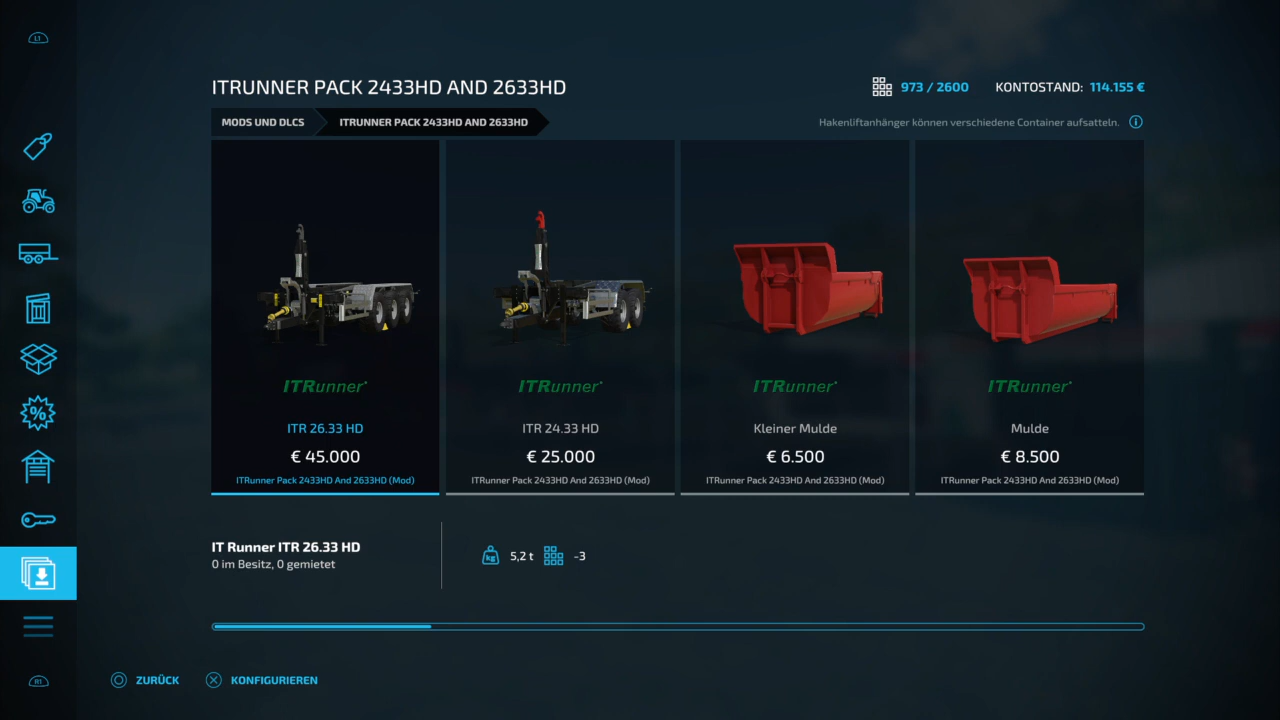 L1
ITRUNNER PACK 2433HD AND 2633HD
973 / 2600
KONTOSTAND: 114.155 €
MODS UND DLCS
ITRUNNER PACK 2433HD AND 2633HD
Hakenliftanhänger können verschiedene Container aufsatteln.
ITRunner
ITR 26.33 HD
€ 45.000
ITRunner Pack 2433HD And 2633HD (Mod)
ITRunner
ITR 24.33 HD
€ 25.000
ITRunner Pack 2433HD And 2633HD (Mod)
ITRunner
Kleiner Mulde
€ 6.500
ITRunner Pack 2433HD And 2633HD (Mod)
ITRunner
Mulde
€ 8.500
ITRunner Pack 2433HD And 2633HD (Mod)
IT Runner ITR 26.33 HD
0 im Besitz, 0 gemietet
kg
5,2 t
-3
%
R1
ZURÜCK
KONFIGURIEREN